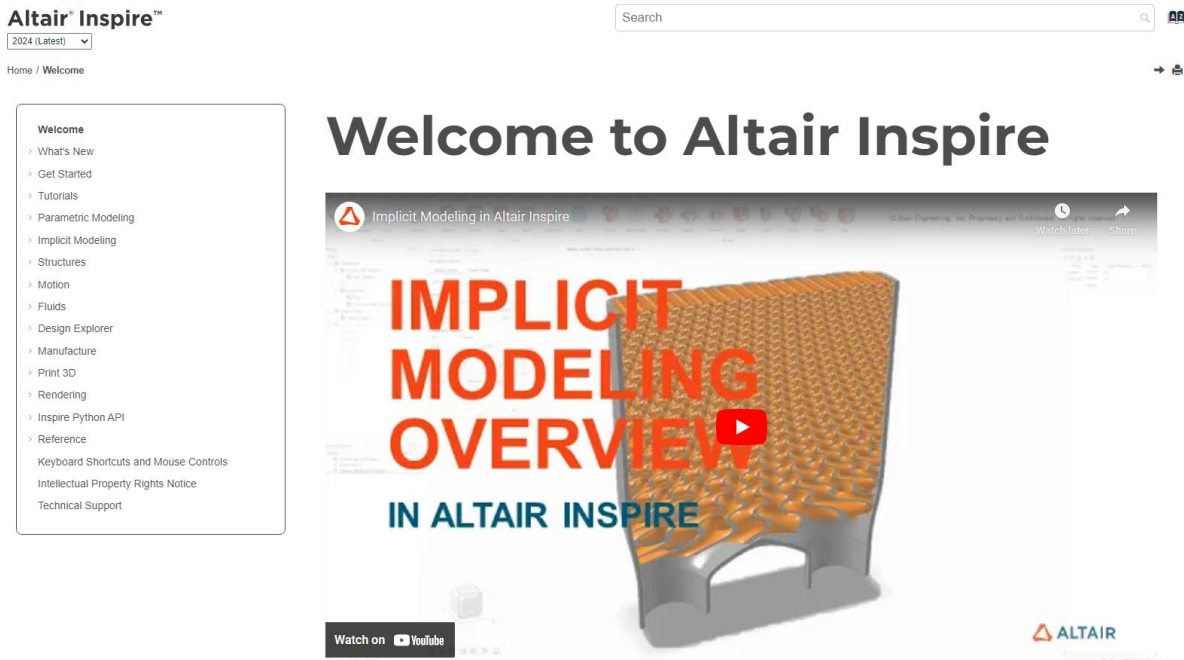 Altair® Inspire™
Search
2024 (Latest)
Home / Welcome
Welcome
What's New
Get Started
Tutorials
Parametric Modeling
Implicit Modeling
Structures
Motion
Fluids
Design Explorer
Manufacture
Print 3D
Rendering
Inspire Python API
Reference
Keyboard Shortcuts and Mouse Controls
Intellectual Property Rights Notice
Technical Support
Welcome to Altair Inspire
Implicit Modeling in Altair Inspire
Watch later
Share
IMPLICIT
MODELING
OVERVIEW
IN ALTAIR INSPIRE
Watch on YouTube
ALTAIR